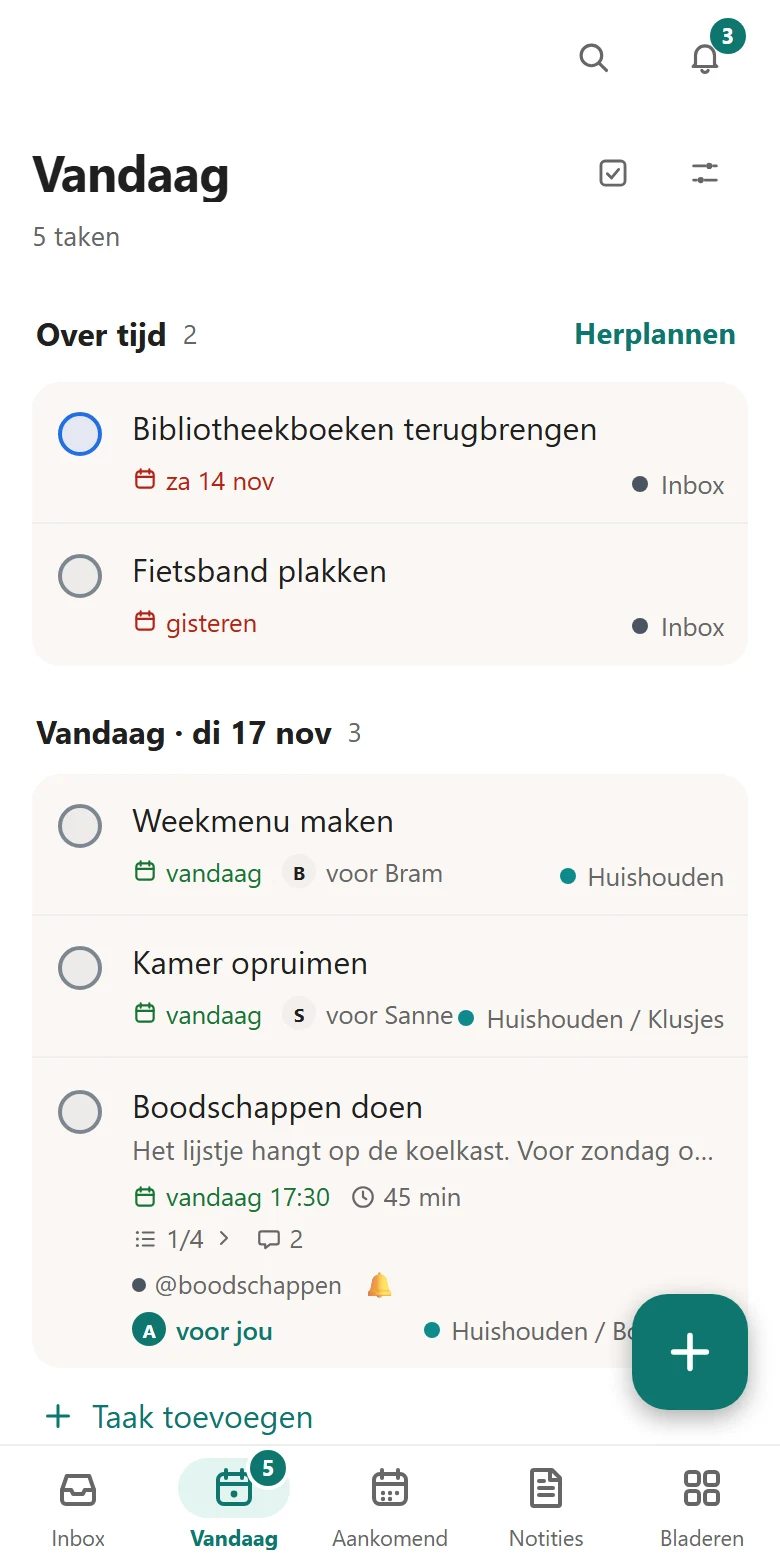 3
Vandaag
5 taken
Over tijd 2
Herplannen
Bibliotheekboeken terugbrengen
za 14 nov
Inbox
Fietsband plakken
gisteren
Inbox
Vandaag · di 17 nov 3
Weekmenu maken
vandaag B voor Bram
Huishouden
Kamer opruimen
vandaag S voor Sanne
Huishouden / Klusjes
Boodschappen doen
Het lijstje hangt op de koelkast. Voor zondag o...
vandaag 17:30 45 min
1/4 2
@boodschappen
A voor jou
Huishouden /
Taak toevoegen
5
Inbox
Vandaag
Aankomend
Notities
Bladeren